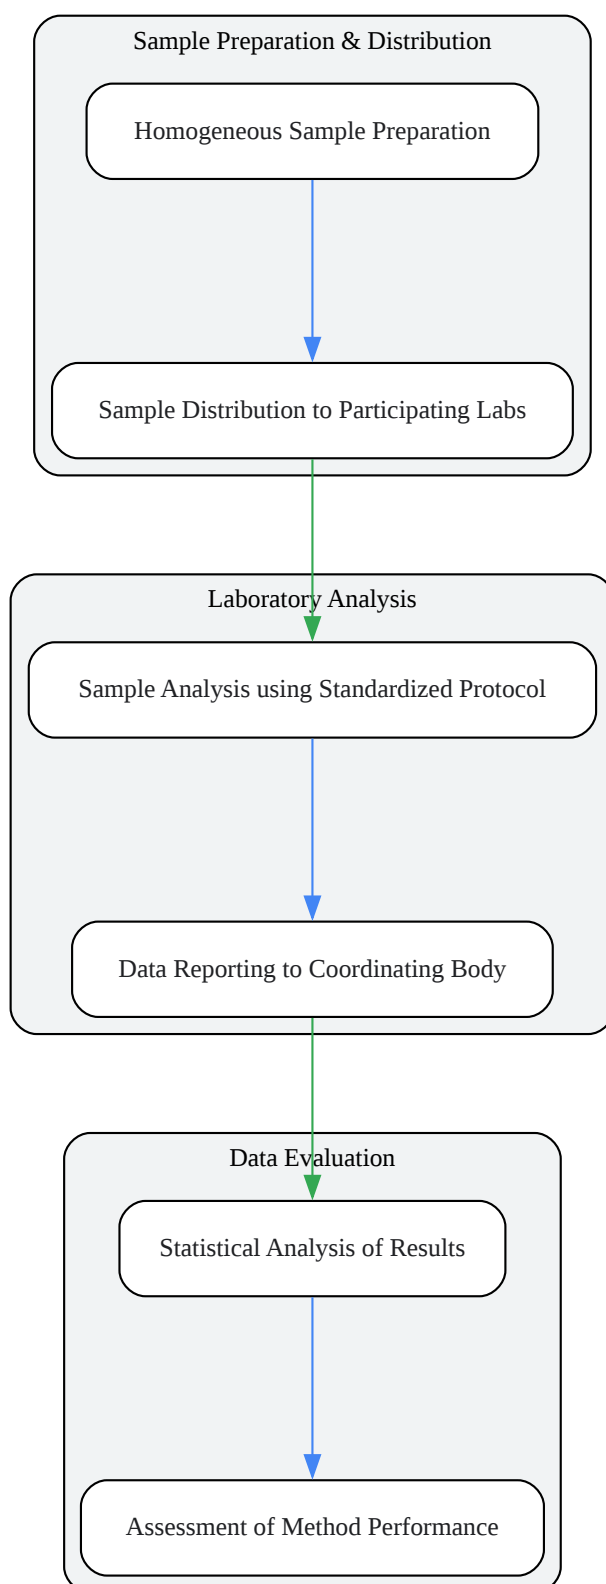 Sample Preparation & Distribution
Homogeneous Sample Preparation
Sample Distribution to Participating Labs
Laboratory Analysis
Sample Analysis using Standardized Protocol
Data Reporting to Coordinating Body
Data Evaluation
Statistical Analysis of Results
Assessment of Method Performance